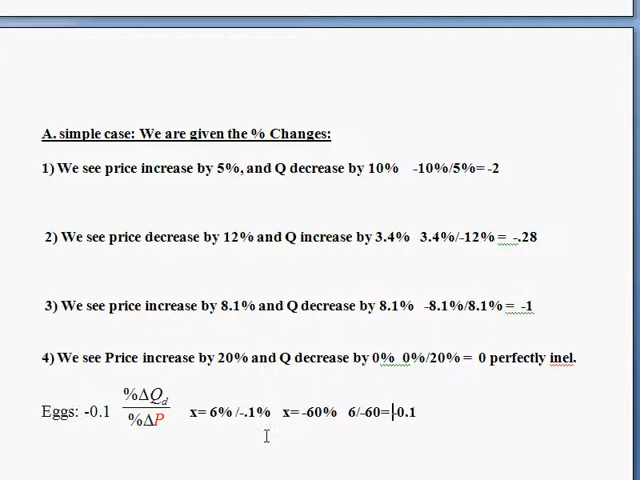 A. simple case: We are given the % Changes:
1) We see price increase by 5%, and Q decrease by 10% -10%/5%= -2
2) We see price decrease by 12% and Q increase by 3.4% 3.4%/-12% = -.28
3) We see price increase by 8.1% and Q decrease by 8.1% -8.1%/8.1% = -1
4) We see Price increase by 20% and Q decrease by 0% 0%/20% = 0 perfectly inel.
Eggs: -0.1 %ΔQd/%ΔP x= 6% /-.1% x= -60% 6/-60= -0.1